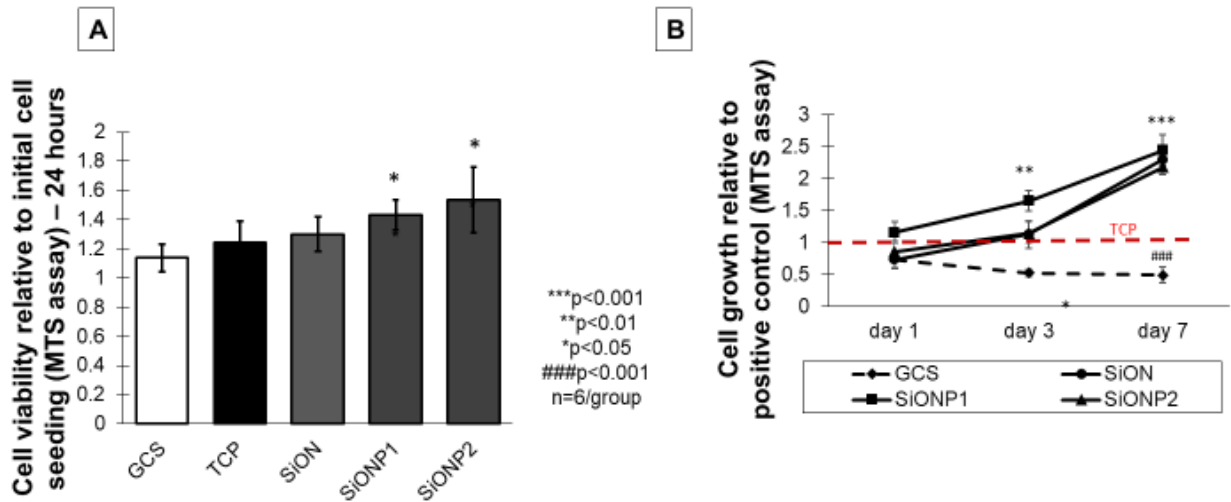 A
Cell viability relative to initial cell
seeding (MTS assay) – 24 hours
2
1.8
1.6
1.4
1.2
1
0.8
0.6
0.4
0.2
0
*
*
GCS
TCP
SiON
SiONP1
SiONP2
***p<0.001
**p<0.01
*p<0.05
###p<0.001
n=6/group
B
Cell growth relative to
positive control (MTS assay)
3
2.5
2
1.5
1
0.5
0
**
***
TCP
###
*
day 1
day 3
day 7
GCS
SiON
SiONP1
SiONP2